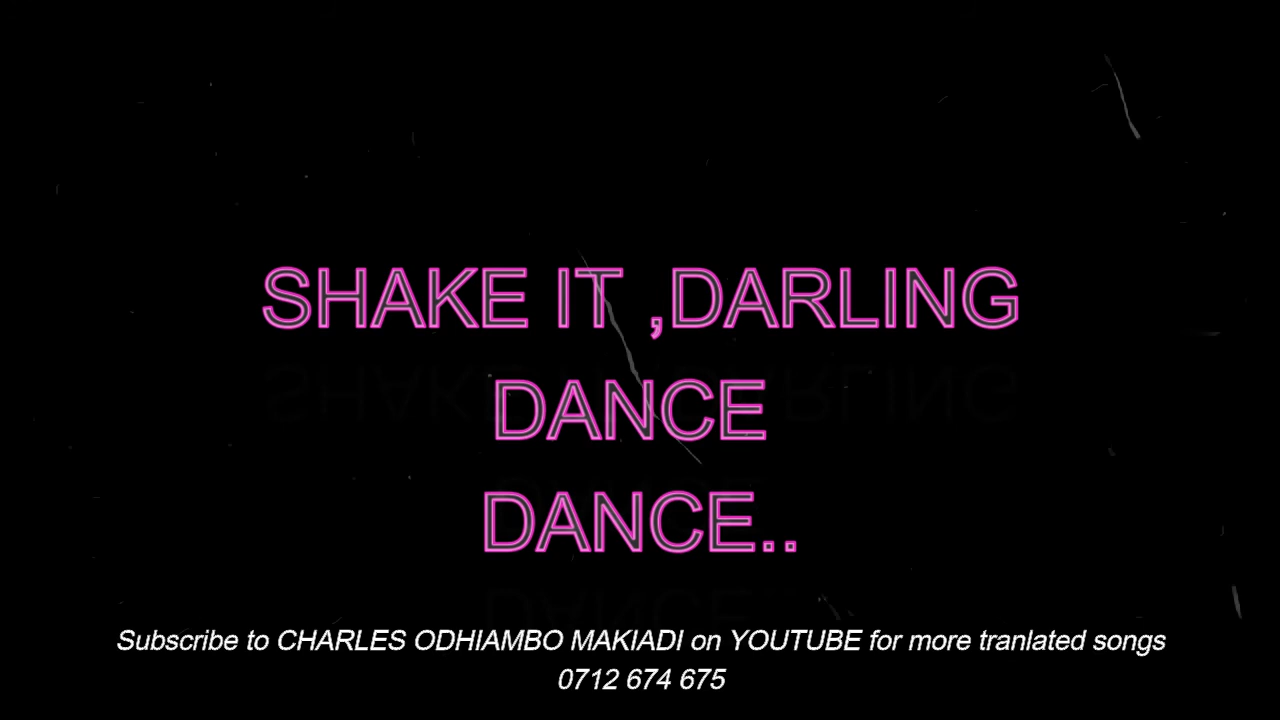 SHAKE IT ,DARLING
DANCE
DANCE..
Subscribe to CHARLES ODHIAMBO MAKIADI on YOUTUBE for more tranlated songs
0712 674 675